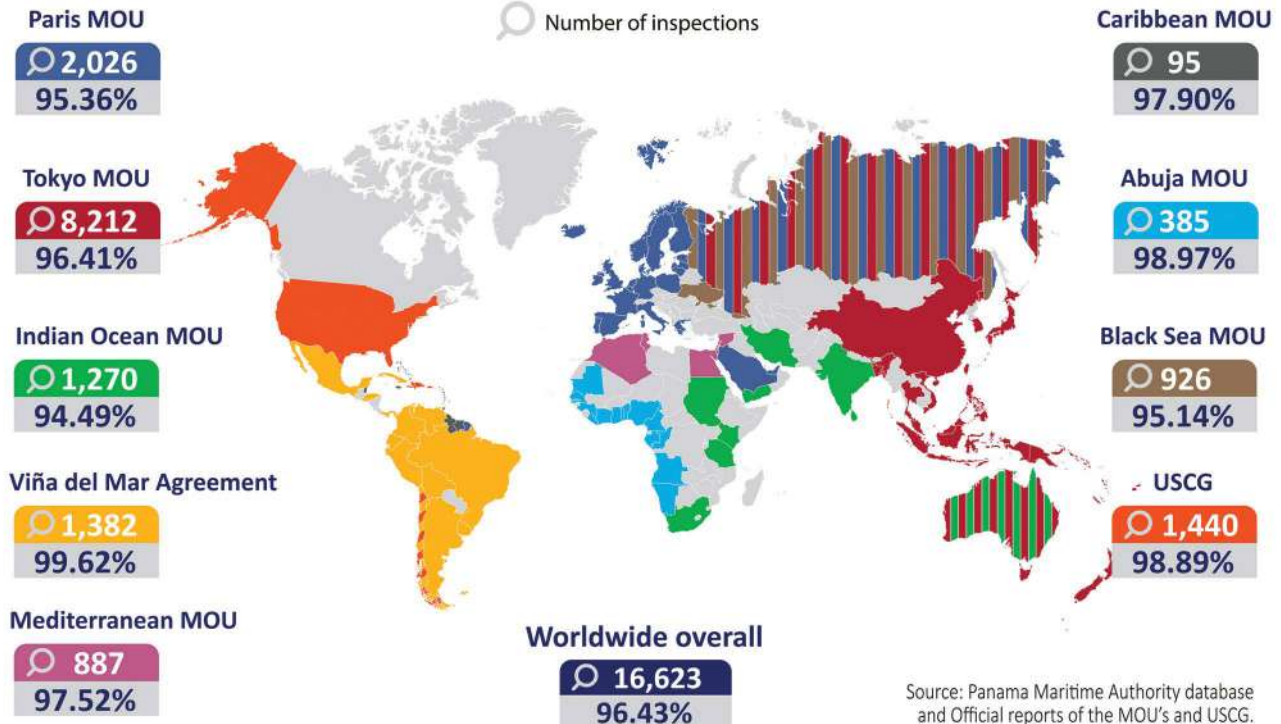 Number of inspections
Paris MOU
2,026
95.36%
Tokyo MOU
8,212
96.41%
Indian Ocean MOU
1,270
94.49%
Viña del Mar Agreement
1,382
99.62%
Mediterranean MOU
887
97.52%
Caribbean MOU
95
97.90%
Abuja MOU
385
98.97%
Black Sea MOU
926
95.14%
USCG
1,440
98.89%
Worldwide overall
16,623
96.43%
Source: Panama Maritime Authority database
and Official reports of the MOU's and USCG.